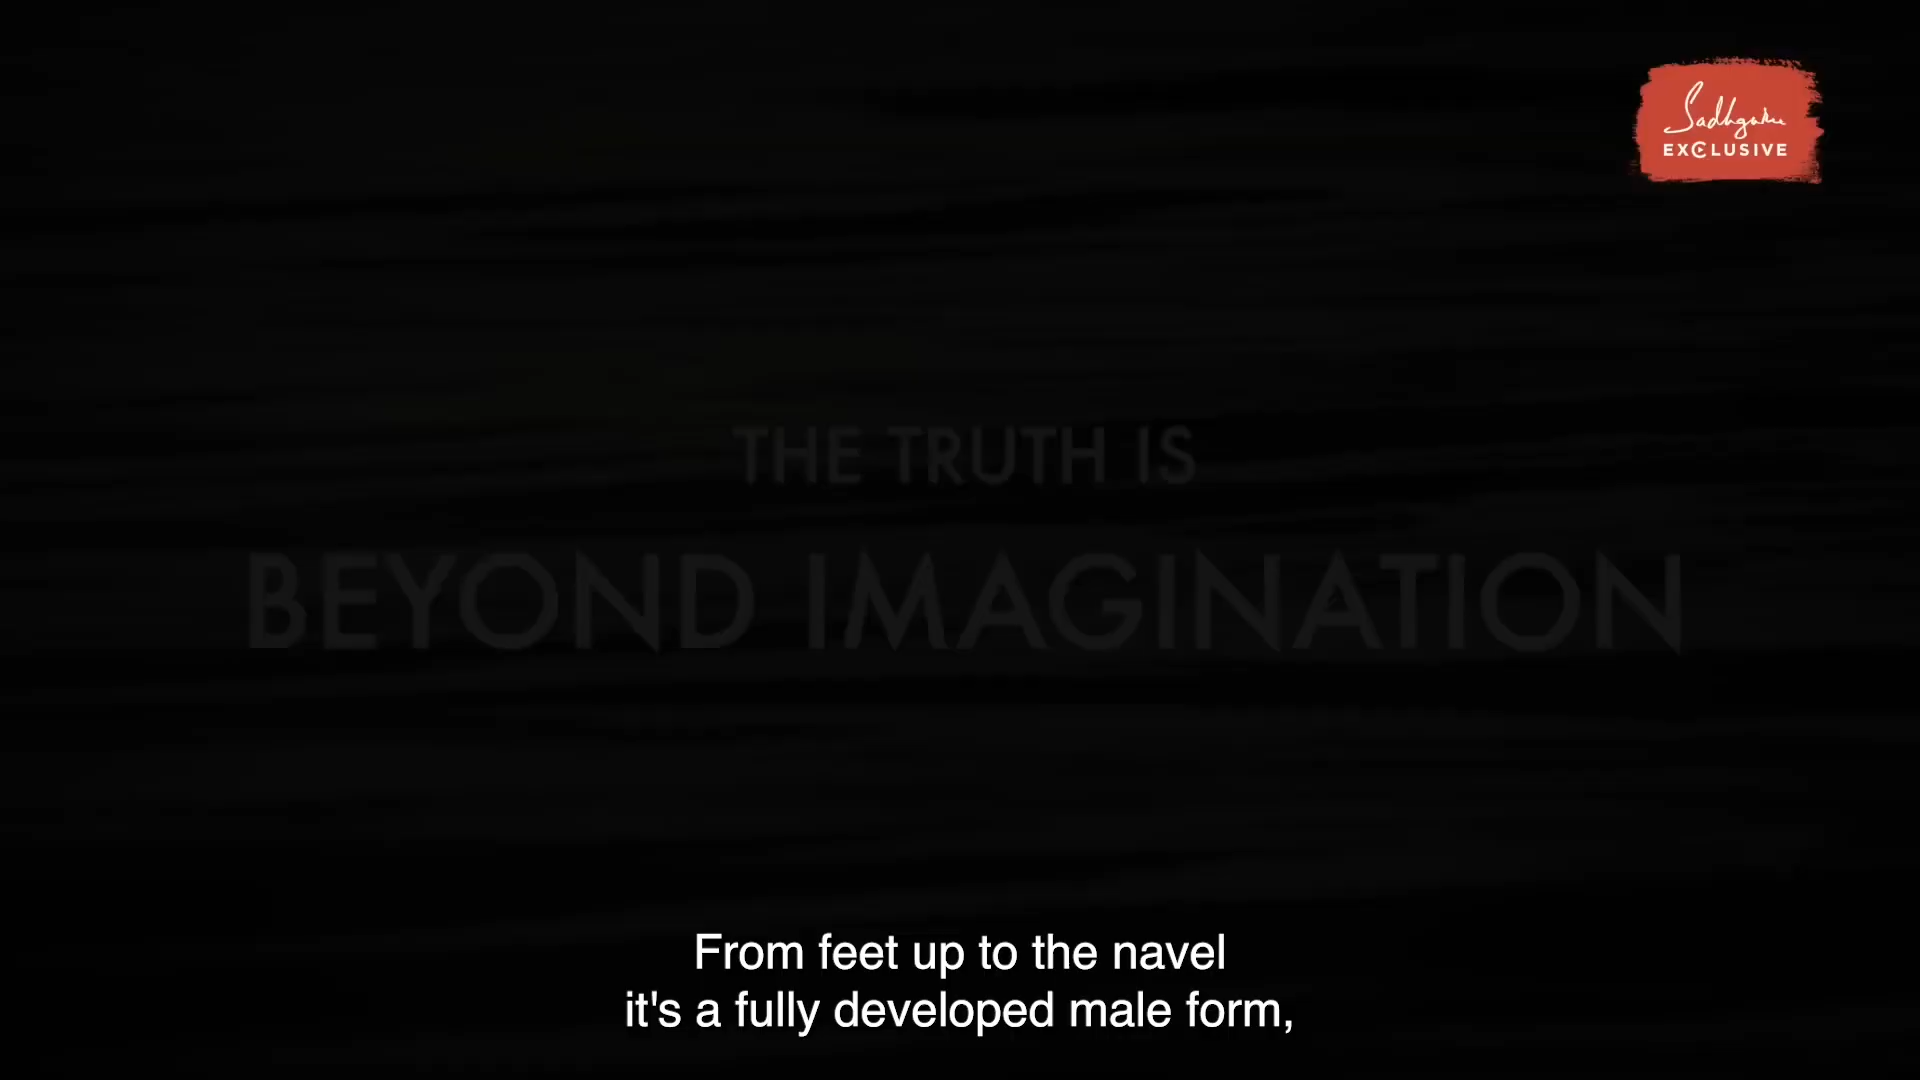 Sadhguru
EXCLUSIVE
THE TRUTH IS
BEYOND IMAGINATION
From feet up to the navel
it's a fully developed male form,